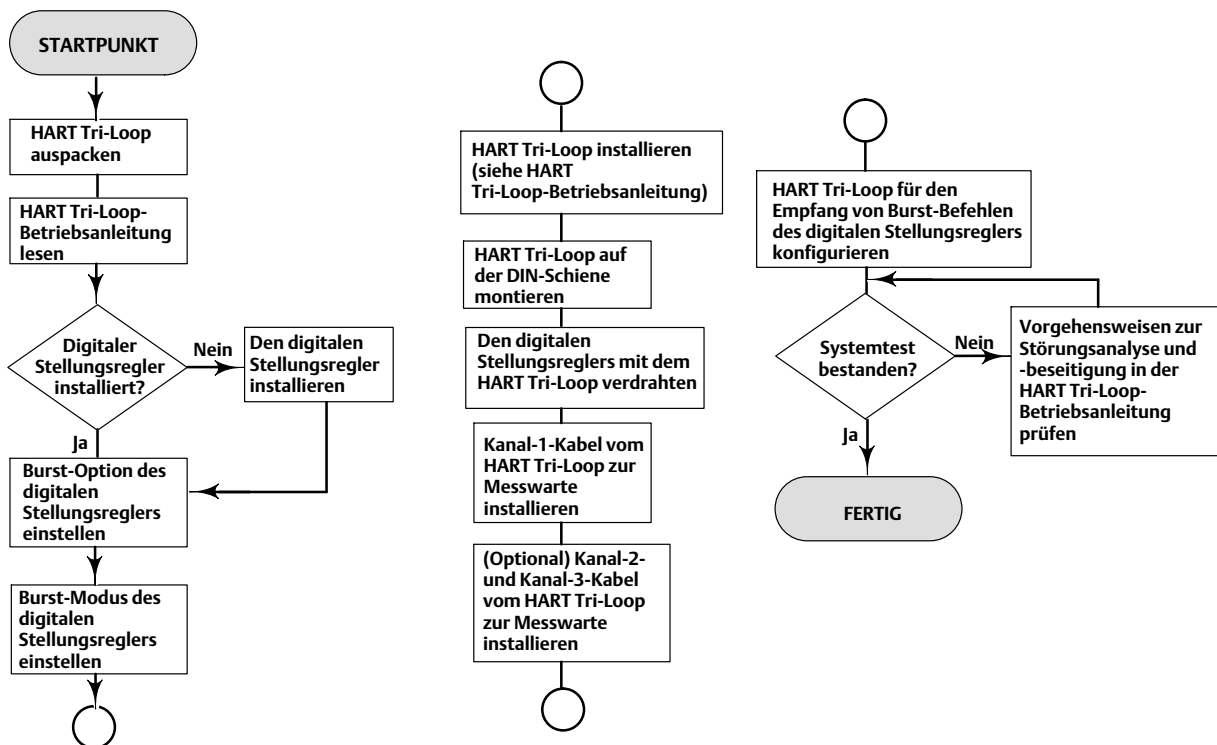 STARTPUNKT
HART Tri-Loop
auspacken
HART Tri-Loop-
Betriebsanleitung
lesen
Digitaler
Stellungsregler
installiert?
Nein
Den digitalen
Stellungsregler
installieren
Ja
Burst-Option des
digitalen
Stellungsreglers
einstellen
Burst-Modus des
digitalen
Stellungsreglers
einstellen
HART Tri-Loop installieren
(siehe HART
Tri-Loop-Betriebsanleitung)
HART Tri-Loop auf
der DIN-Schiene
montieren
Den digitalen
Stellungsreglers mit dem
HART Tri-Loop verdrahten
Kanal-1-Kabel vom
HART Tri-Loop zur
Messwarte
installieren
(Optional) Kanal-2-
und Kanal-3-Kabel
vom HART Tri-Loop
zur Messwarte
installieren
HART Tri-Loop für den
Empfang von Burst-Befehlen
des digitalen Stellungsreglers
konfigurieren
Systemtest
bestanden?
Nein
Vorgehensweisen zur
Störungsanalyse und
-beseitigung in der
HART Tri-Loop-
Betriebsanleitung
prüfen
Ja
FERTIG